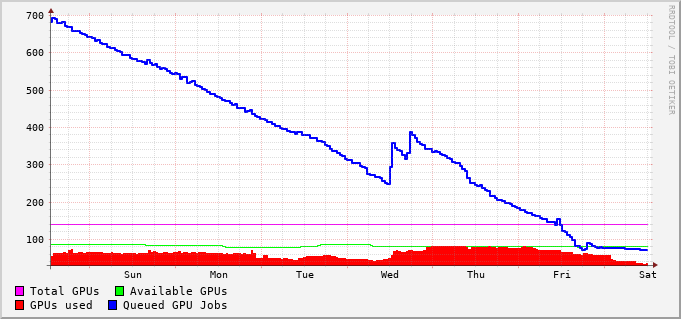 700
600
500
400
300
200
100
Sun Mon Tue Wed Thu Fri Sat
Total GPUs Available GPUs
GPUs used Queued GPU Jobs
RRDTOOL / TOBI OETIKER